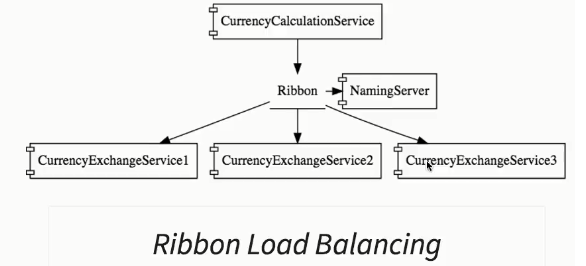 CurrencyCalculationService
Ribbon
NamingServer
CurrencyExchangeService1
CurrencyExchangeService2
CurrencyExchangeService3
Ribbon Load Balancing